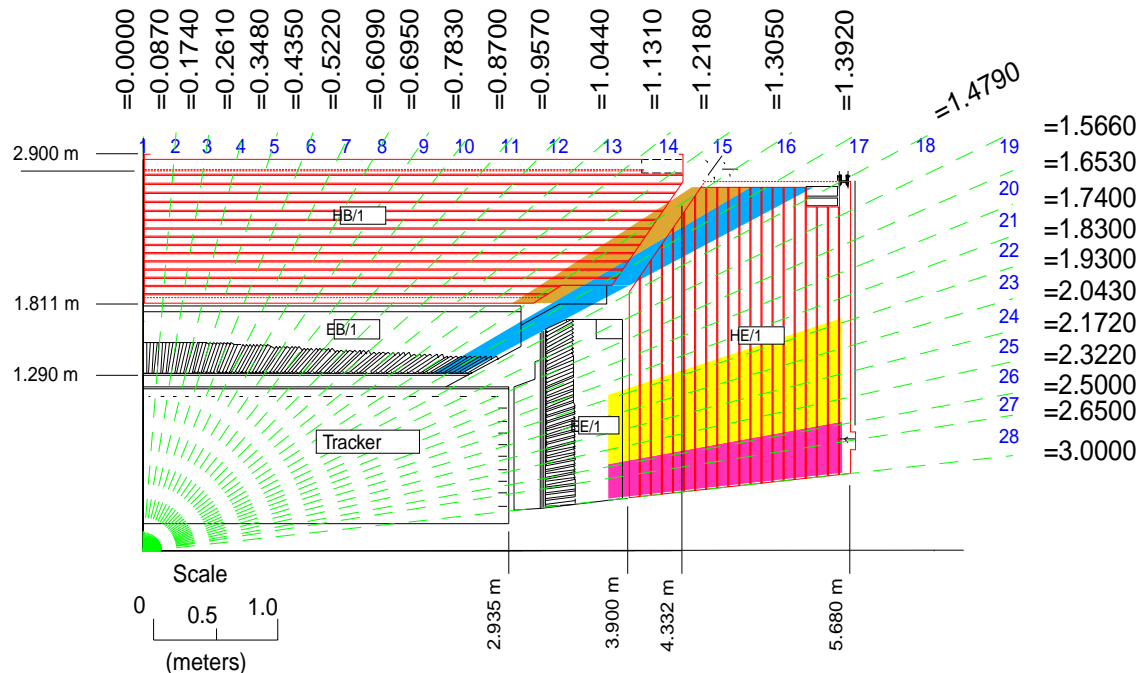 =0.0000
=0.0870
=0.1740
=0.2610
=0.3480
=0.4350
=0.5220
=0.6090
=0.6950
=0.7830
=0.8700
=0.9570
=1.0440
=1.1310
=1.2180
=1.3050
=1.3920
=1.4790
=1.5660
=1.6530
=1.7400
=1.8300
=1.9300
=2.0430
=2.1720
=2.3220
=2.5000
=2.6500
=3.0000
1 2 3 4 5 6 7 8 9 10 11 12 13 14 15 16 17 18 19
20
21
22
23
24
25
26
27
28
2.900 m
1.811 m
1.290 m
HB/1
EB/1
HE/1
EE/1
Tracker
2.935 m
3.900 m
4.332 m
5.680 m
Scale
0 0.5 1.0
(meters)